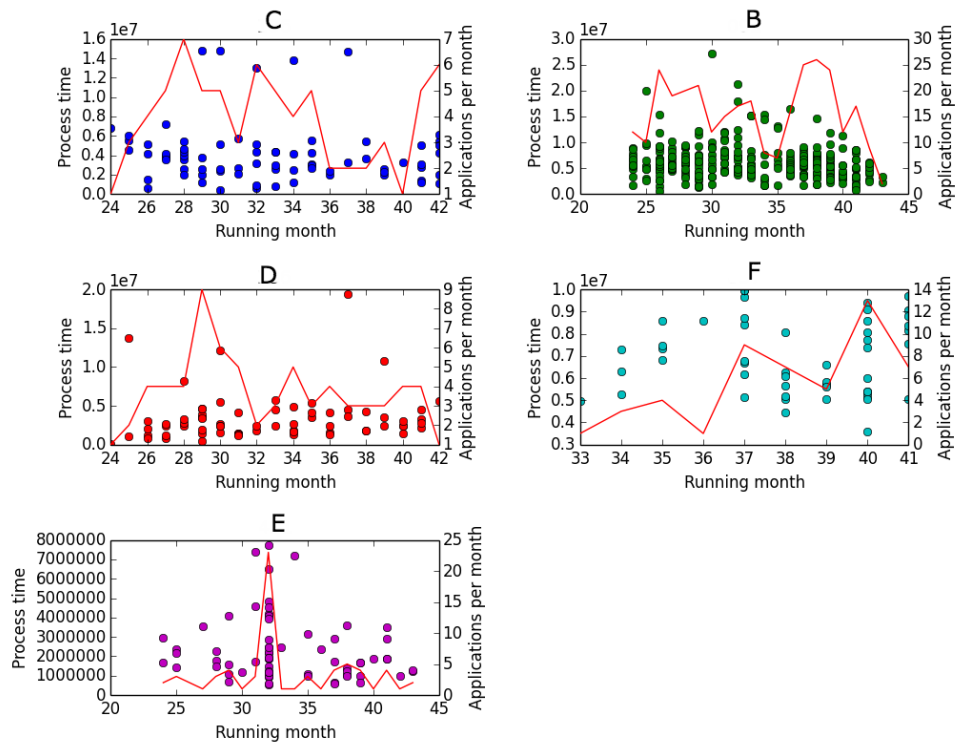 C
1e7
1.6
1.4
1.2
1.0
0.8
0.6
0.4
0.2
0.0
Process time
24 26 28 30 32 34 36 38 40 42
Running month
7
6
5
4
3
2
1
Applications per month
B
1e7
3.0
2.5
2.0
1.5
1.0
0.5
0.0
Process time
20 25 30 35 40 45
Running month
30
25
20
15
10
5
0
Applications per month
D
1e7
2.0
1.5
1.0
0.5
0.0
Process time
24 26 28 30 32 34 36 38 40 42
Running month
9
8
7
6
5
4
3
2
1
Applications per month
F
1e7
1.0
0.9
0.8
0.7
0.6
0.5
0.4
0.3
Process time
33 34 35 36 37 38 39 40 41
Running month
14
12
10
8
6
4
2
0
Applications per month
E
8000000
7000000
6000000
5000000
4000000
3000000
2000000
1000000
0
Process time
20 25 30 35 40 45
Running month
25
20
15
10
5
0
Applications per month